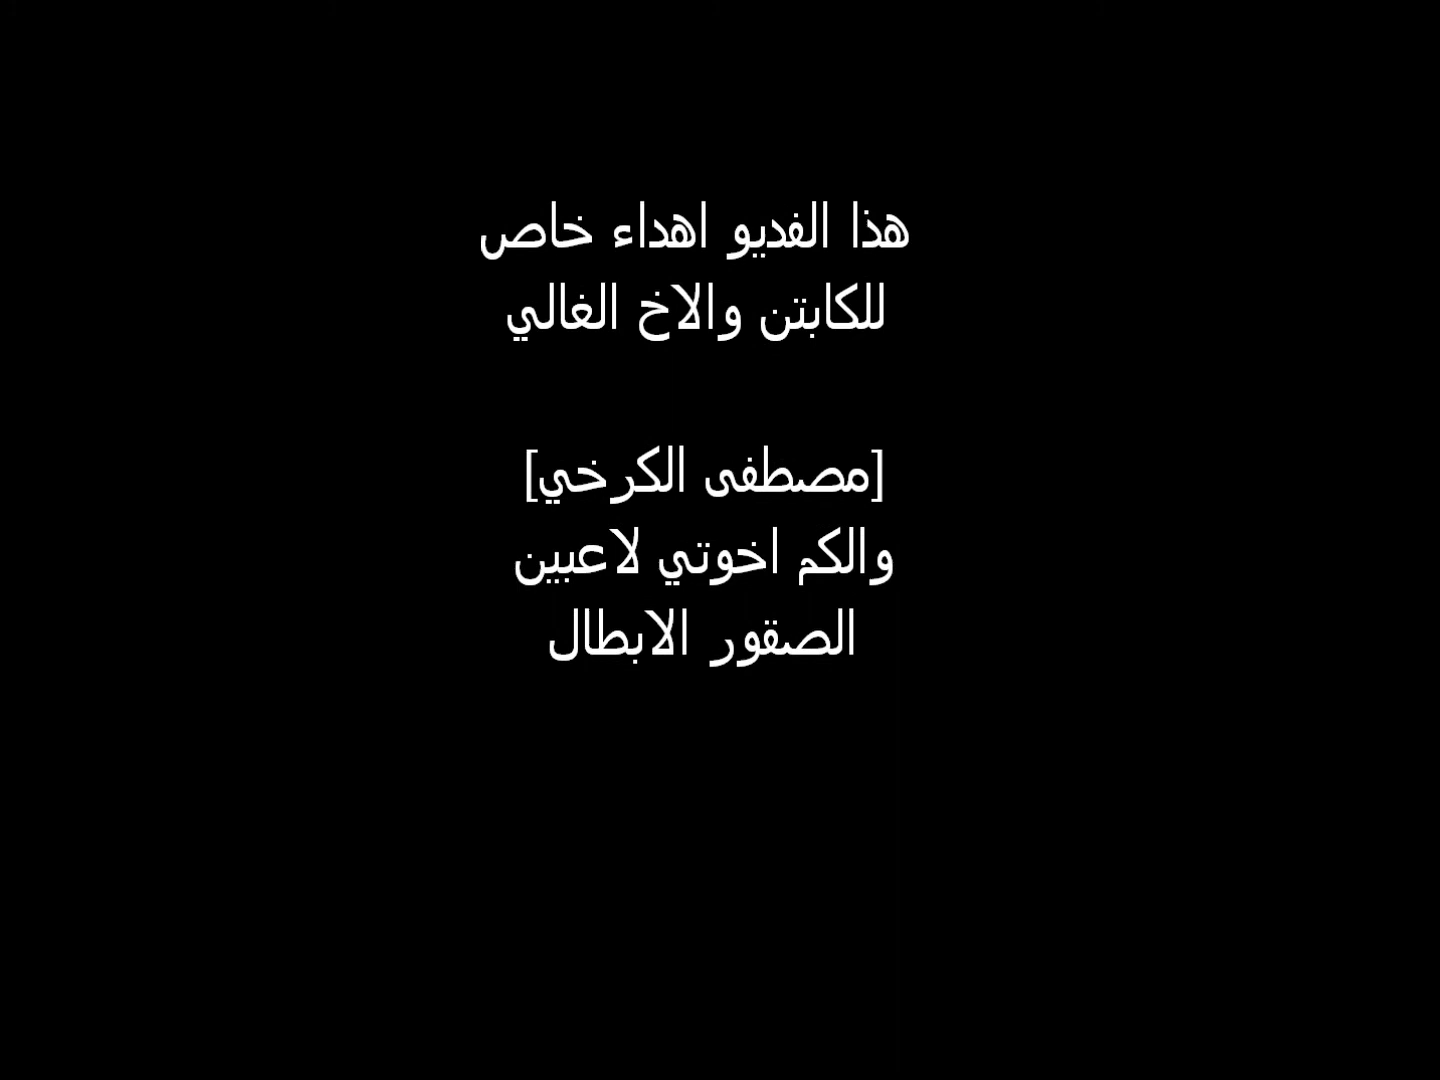 هذا الفديو اهداء خاص
للكابتن والاخ الغالي
[مصطفى الكرخي]
والكم اخوتي لاعبين
الصقور الابطال